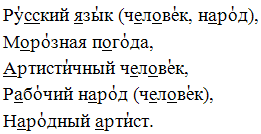 Ру́сский язы́к (челове́к, наро́д),
Моро́зная пого́да,
Артисти́чный челове́к,
Рабо́чий наро́д (челове́к),
Наро́дный арти́ст.